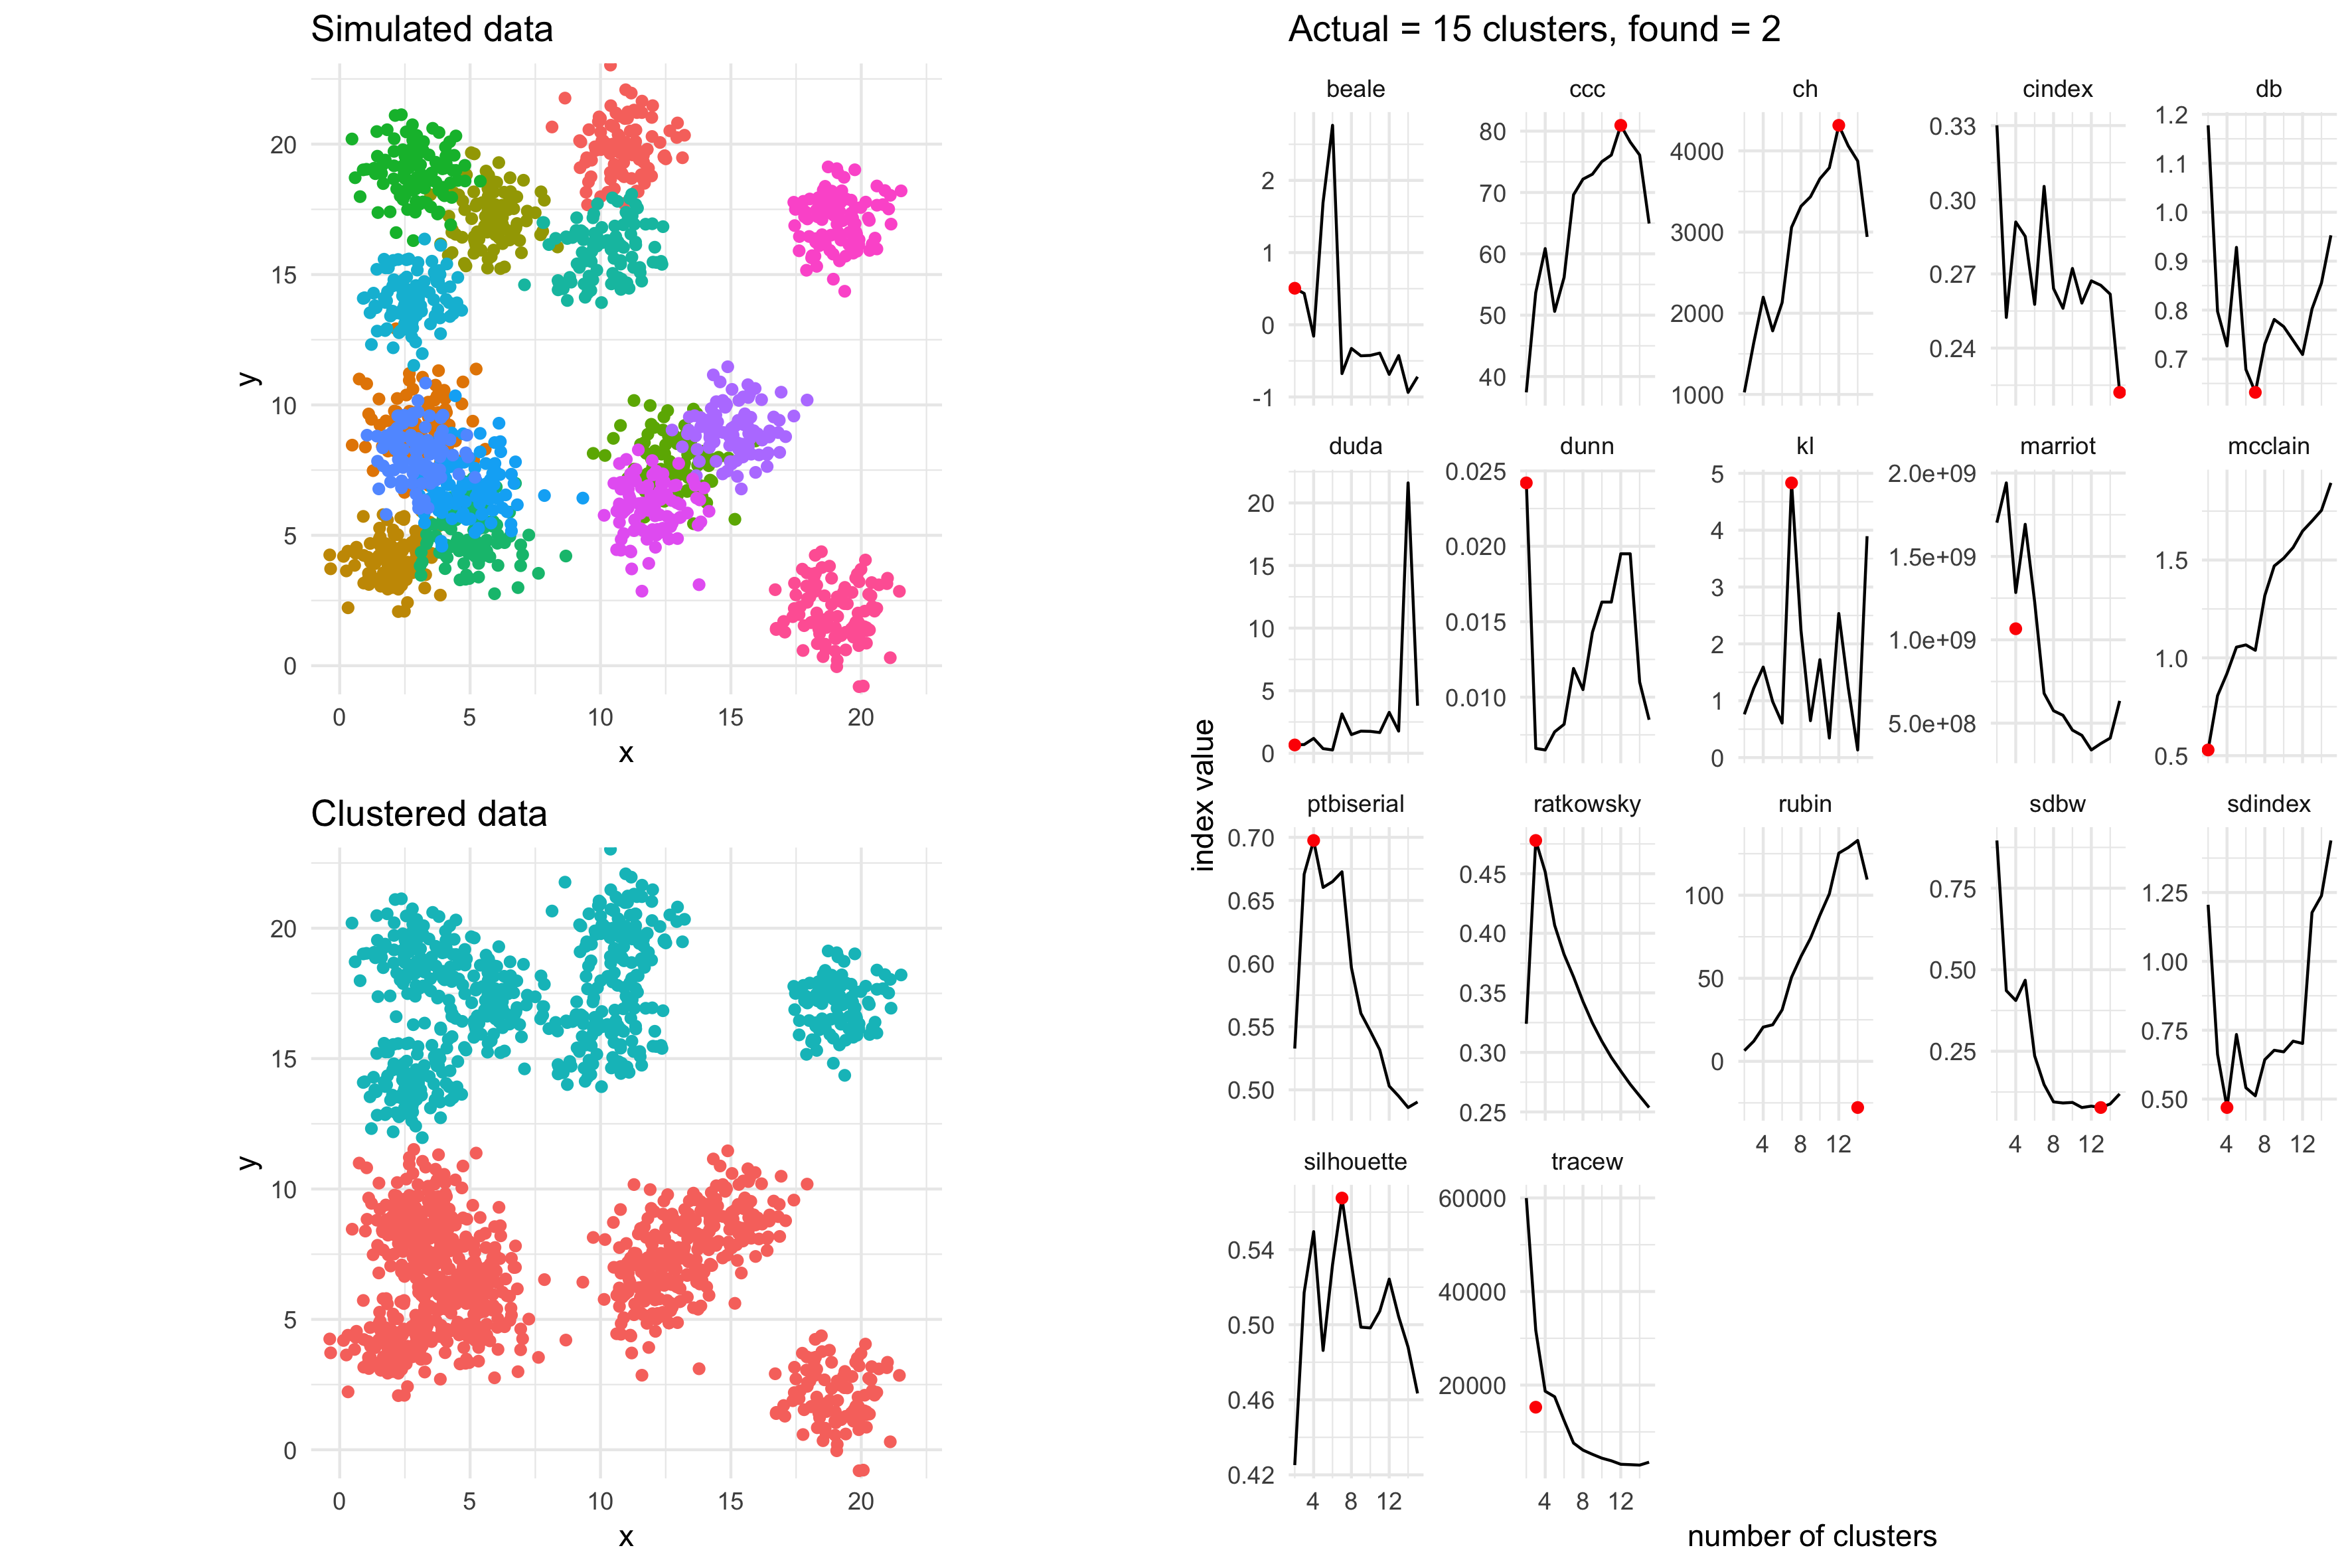 Simulated data
20
15
10
5
0
y
0 5 10 15 20
x
Clustered data
20
15
10
5
0
y
0 5 10 15 20
x
Actual = 15 clusters, found = 2
index value
beale
2
1
0
-1
ccc
80
70
60
50
40
ch
4000
3000
2000
1000
cindex
0.33
0.30
0.27
0.24
db
1.2
1.1
1.0
0.9
0.8
0.7
duda
20
15
10
5
0
dunn
0.025
0.020
0.015
0.010
kl
5
4
3
2
1
0
marriot
2.0e+09
1.5e+09
1.0e+09
5.0e+08
mcclain
1.5
1.0
0.5
ptbiserial
0.70
0.65
0.60
0.55
0.50
ratkowsky
0.45
0.40
0.35
0.30
0.25
rubin
100
50
0
4 8 12
sdbw
0.75
0.50
0.25
4 8 12
sdindex
1.25
1.00
0.75
0.50
4 8 12
silhouette
0.54
0.50
0.46
0.42
4 8 12
tracew
60000
40000
20000
4 8 12
number of clusters